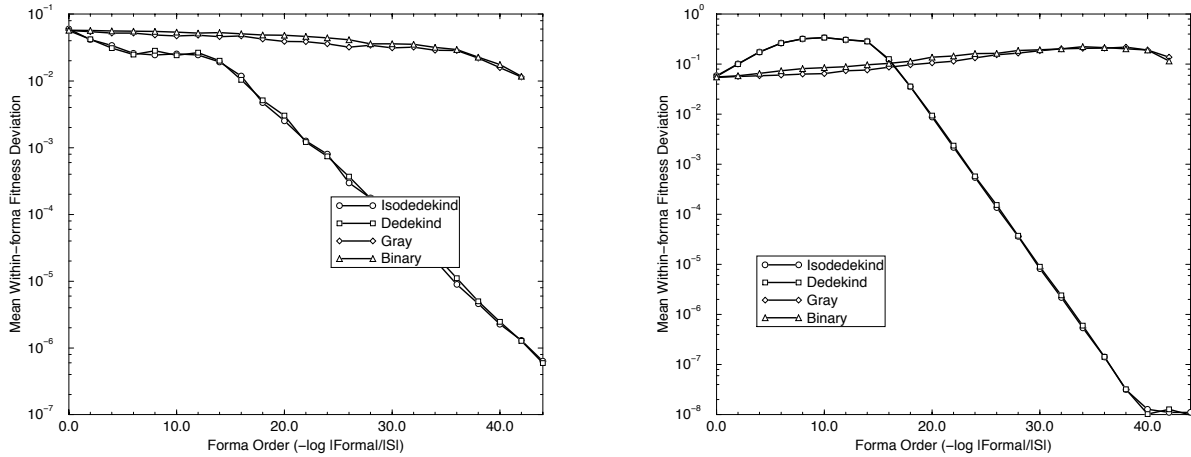 10^0
10^-1
10^-2
10^-3
10^-4
10^-5
10^-6
10^-7
Mean Within-forma Fitness Deviation
0.0 10.0 20.0 30.0 40.0
Forma Order (-log |Forma|/|S|)
Isodedekind
Dedekind
Gray
Binary
10^0
10^-1
10^-2
10^-3
10^-4
10^-5
10^-6
10^-7
10^-8
Mean Within-forma Fitness Deviation
0.0 10.0 20.0 30.0 40.0
Forma Order (-log |Forma|/|S|)
Isodedekind
Dedekind
Gray
Binary